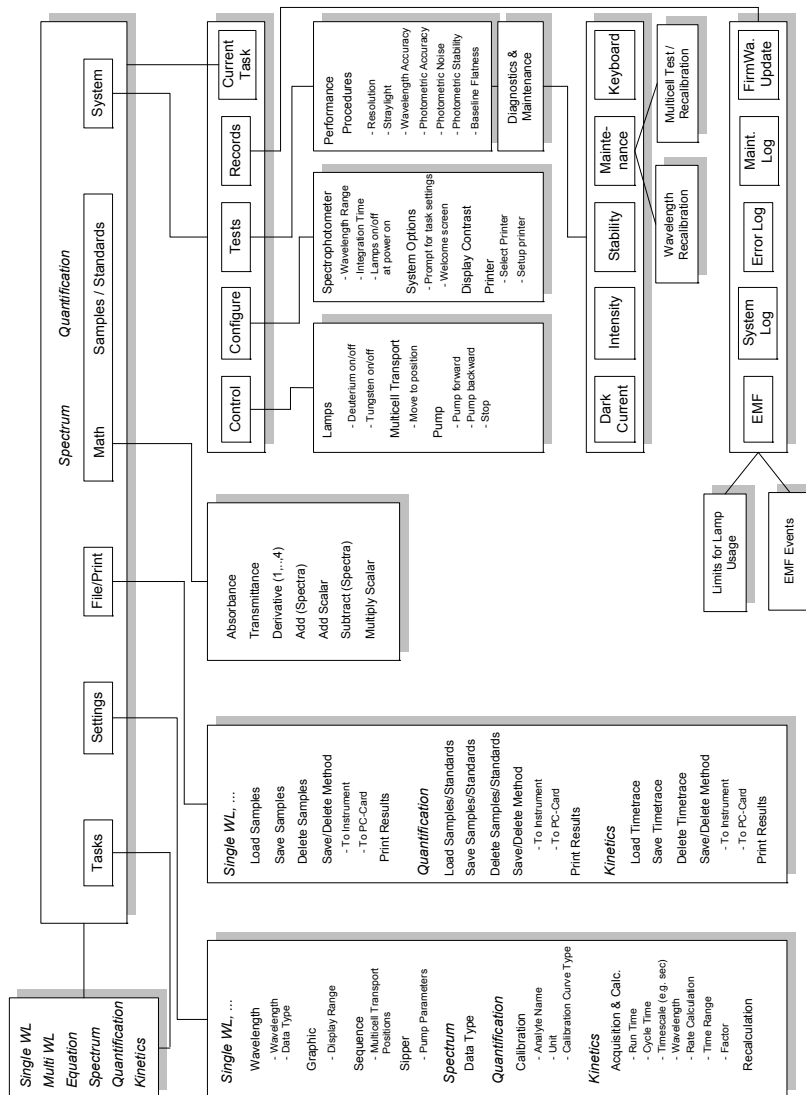 Single WL
Multi WL
Equation
Spectrum
Quantification
Kinetics
Spectrum
Quantification
Tasks
Settings
File/Print
Math
Samples / Standards
System
Single WL, ...
Wavelength
- Wavelength
- Data Type
Graphic
- Display Range
Sequence
- Multicell Transport
Positions
Sipper
- Pump Parameters
Spectrum
Data Type
Quantification
Calibration
- Analyte Name
- Unit
- Calibration Curve Type
Kinetics
Acquisition & Calc.
- Run Time
- Cycle Time
- Timescale (e.g. sec)
- Wavelength
- Rate Calculation
- Time Range
- Factor
Recalculation
Single WL, ...
Load Samples
Save Samples
Delete Samples
Save/Delete Method
- To Instrument
- To PC-Card
Print Results
Quantification
Load Samples/Standards
Save Samples/Standards
Delete Samples/Standards
Save/Delete Method
- To Instrument
- To PC-Card
Print Results
Kinetics
Load Timetrace
Save Timetrace
Delete Timetrace
Save/Delete Method
- To Instrument
- To PC-Card
Print Results
Absorbance
Transmittance
Derivative (1,..,4)
Add (Spectra)
Add Scalar
Subtract (Spectra)
Multiply Scalar
Control
Configure
Tests
Records
Current
Task
Lamps
- Deuterium on/off
- Tungsten on/off
Multicell Transport
- Move to position
Pump
- Pump forward
- Pump backward
- Stop
Spectrophotometer
- Wavelength Range
- Integration Time
- Lamps on/off
at power on
System Options
- Prompt for task settings
- Welcome screen
Display Contrast
Printer
- Select Printer
- Setup printer
Performance
Procedures
- Resolution
- Straylight
- Wavelength Accuracy
- Photometric Accuracy
- Photometric Noise
- Photometric Stability
- Baseline Flatness
Diagnostics &
Maintenance
Dark
Current
Intensity
Stability
Mainte-
nance
Keyboard
Wavelength
Recalibration
Multicell Test /
Recalibration
EMF
System
Log
Error Log
Maint.
Log
FirmWa.
Update
Limits for Lamp
Usage
EMF Events